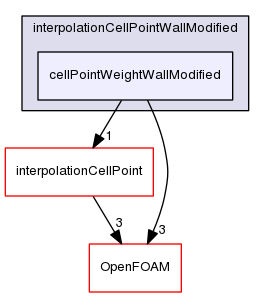 interpolationCellPointWallModified
cellPointWeightWallModified
1
interpolationCellPoint
3
3
OpenFOAM